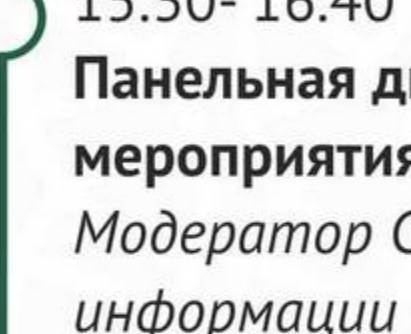 15.30- 16.40
Панельная
мероприятия
Модератор
информации